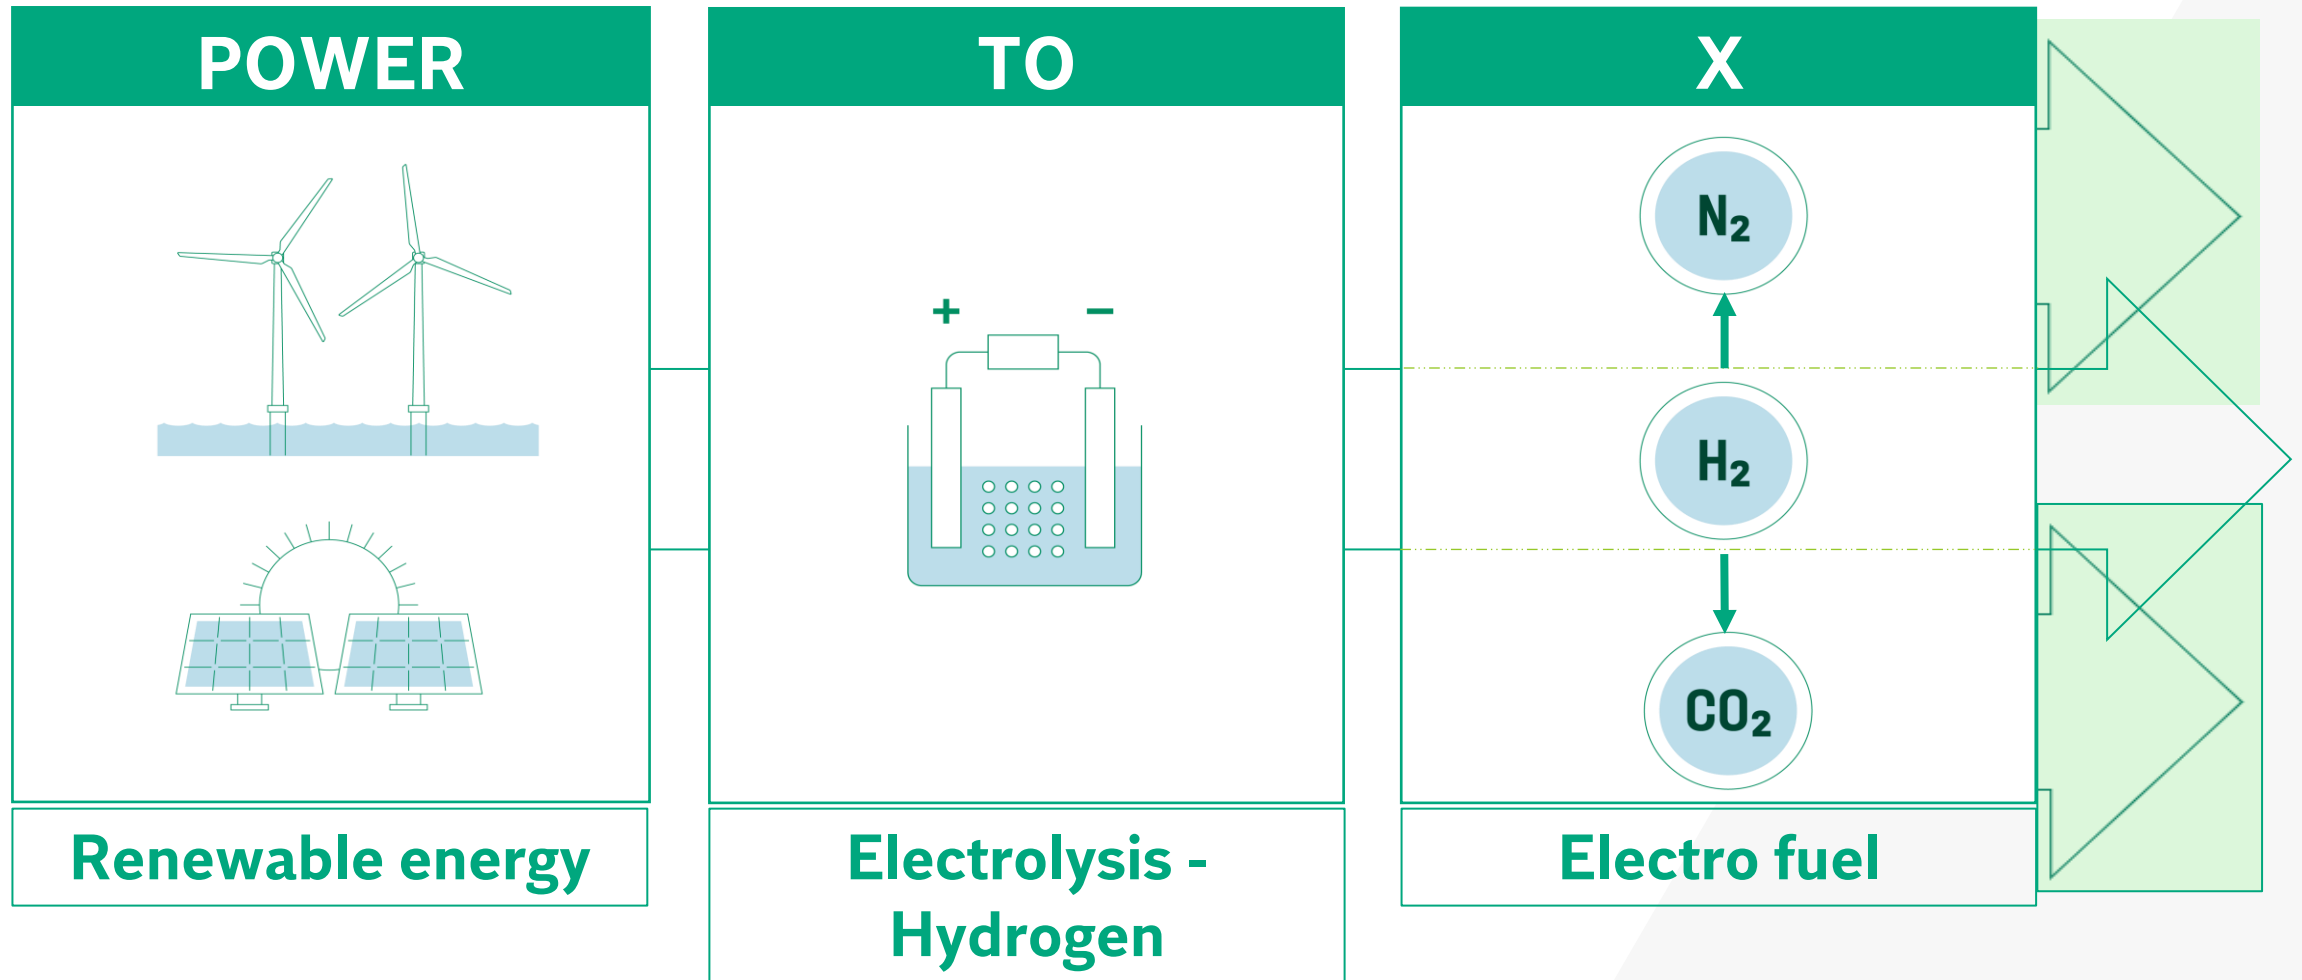 POWER
TO
X
+ −
N₂
H₂
CO₂
Renewable energy
Electrolysis -
Hydrogen
Electro fuel